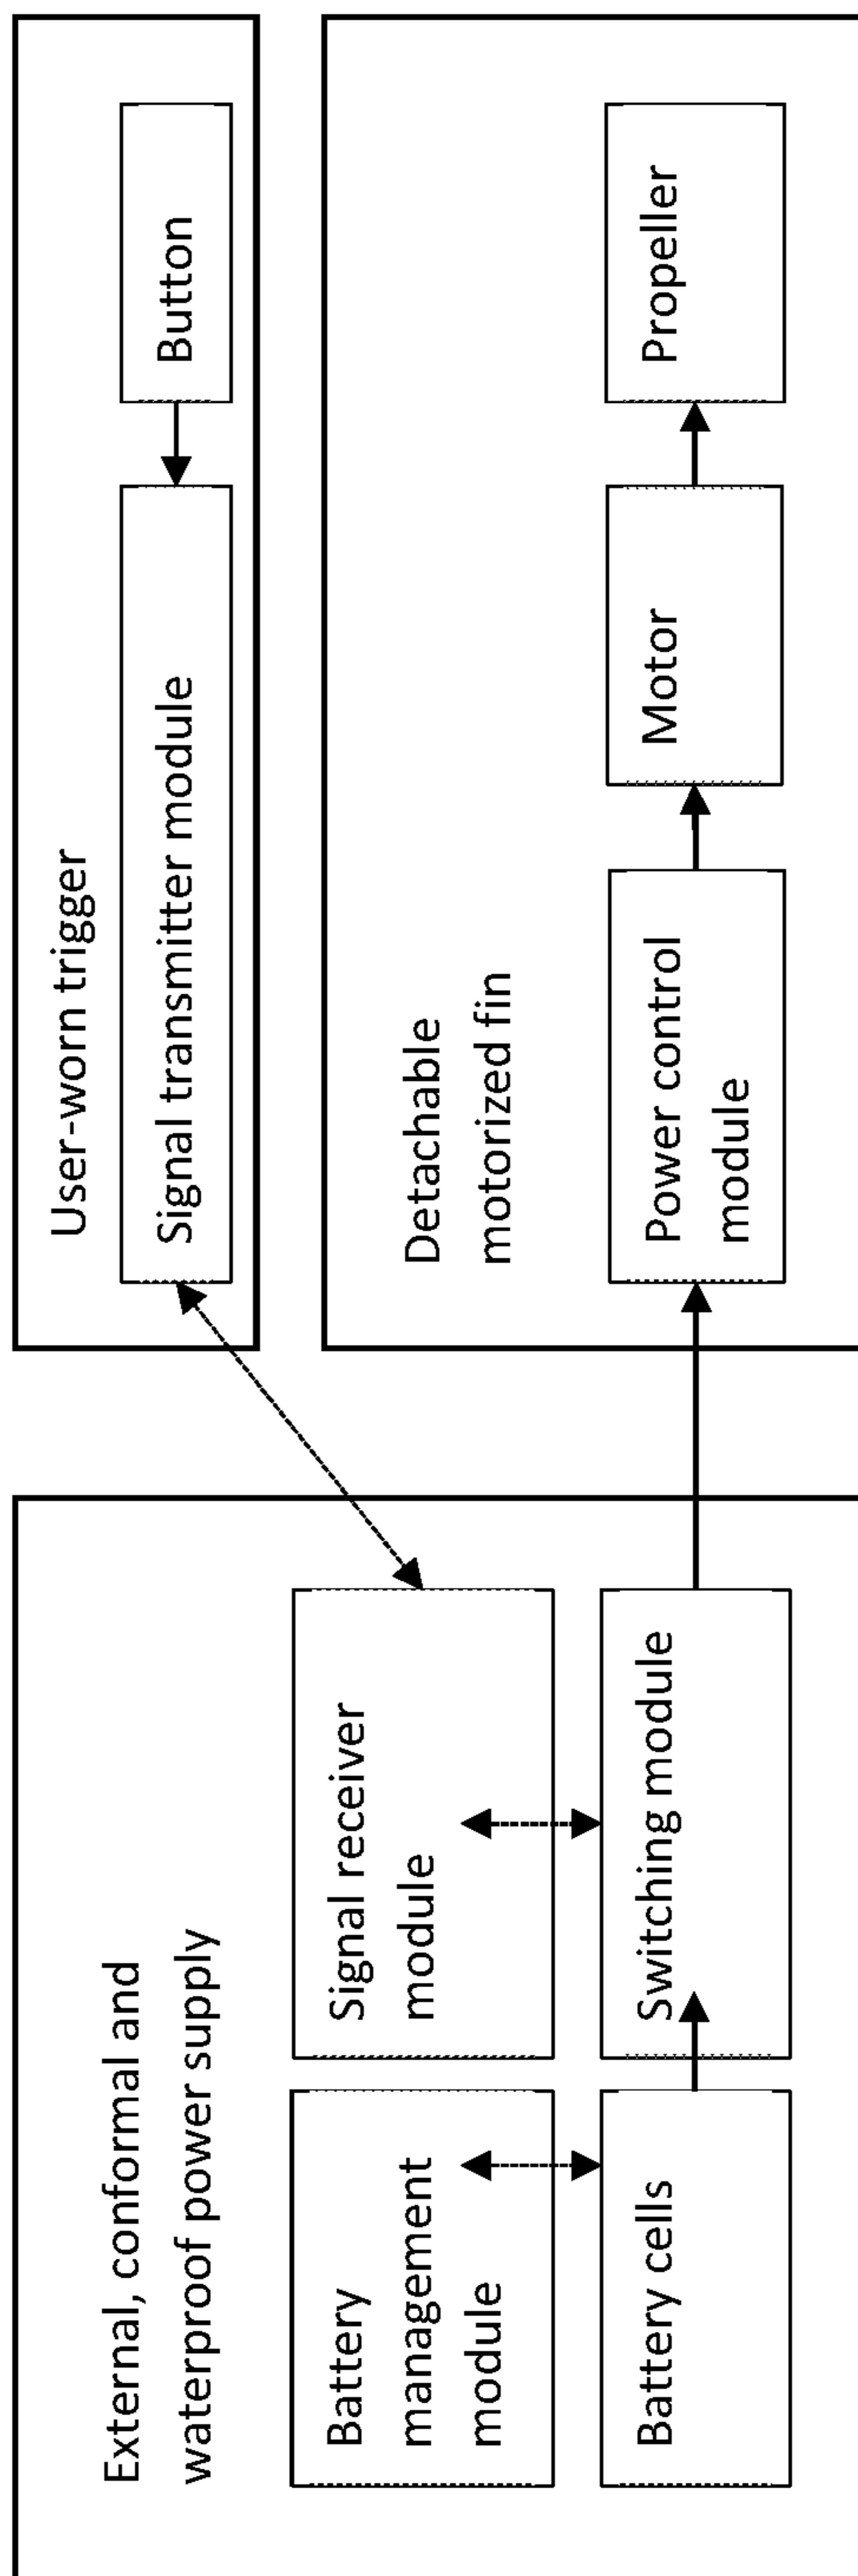 External, conformal and
waterproof power supply
Battery
management
module
Signal receiver
module
Battery cells
Switching module
User-worn trigger
Signal transmitter module
Button
Detachable
motorized fin
Power control
module
Motor
Propeller